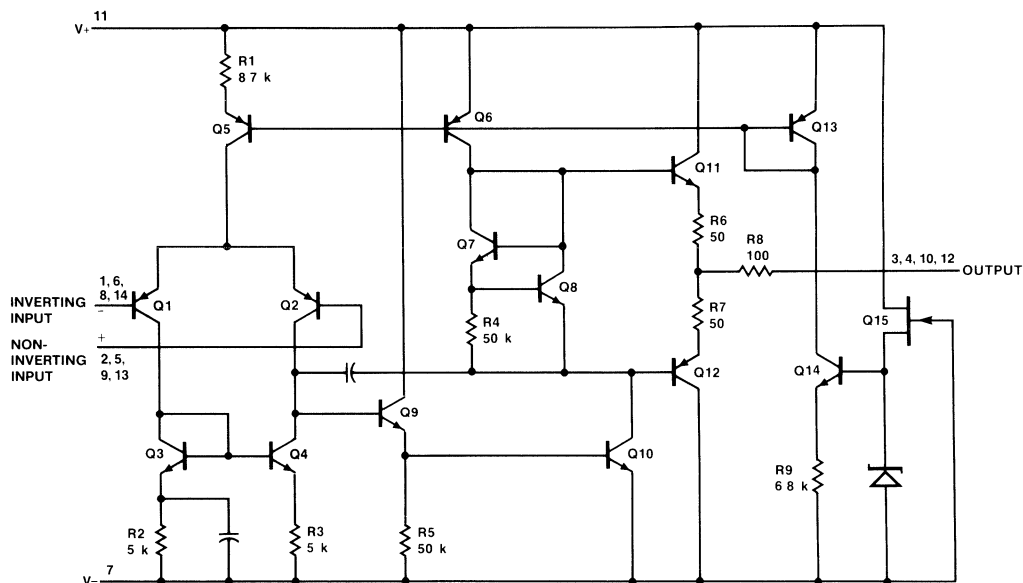 11
V+
R1
8 7 k
Q5
Q6
Q13
Q11
R6
50
Q7
R8
100
3, 4, 10, 12
OUTPUT
1, 6,
8, 14
INVERTING
INPUT
−
Q1
Q2
Q8
R4
50 k
R7
50
Q15
+
NON-
INVERTING
INPUT
2, 5,
9, 13
Q12
Q14
Q9
Q3
Q4
Q10
R9
6 8 k
R2
5 k
R3
5 k
R5
50 k
7
V−